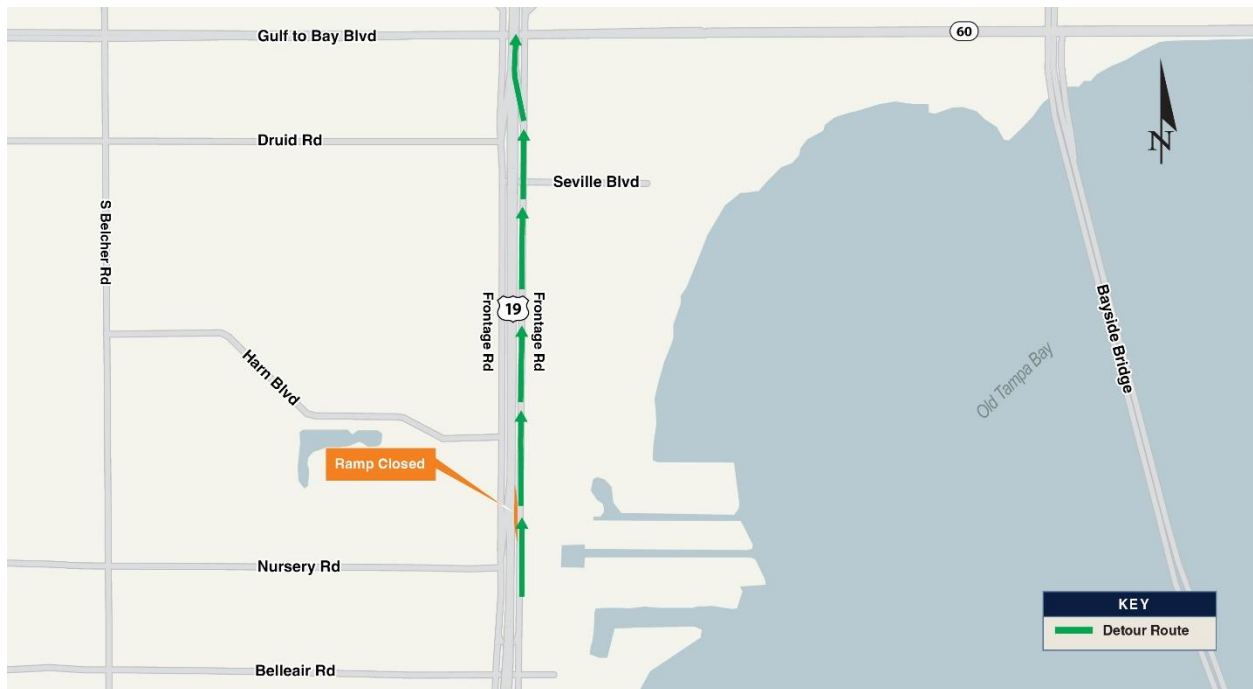 Gulf to Bay Blvd
60
Druid Rd
N
Seville Blvd
S Belcher Rd
19
Frontage Rd
Frontage Rd
Bayside Bridge
Harn Blvd
Old Tampa Bay
Ramp Closed
Nursery Rd
KEY
Detour Route
Belleair Rd